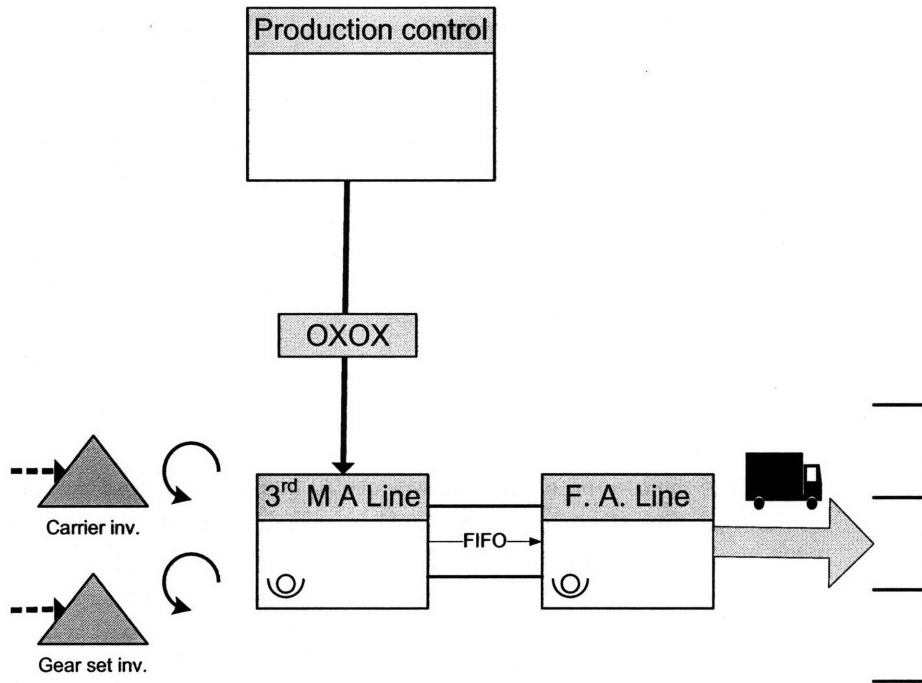 Production control
OXOX
3rd M A Line
F. A. Line
FIFO
Carrier inv.
Gear set inv.